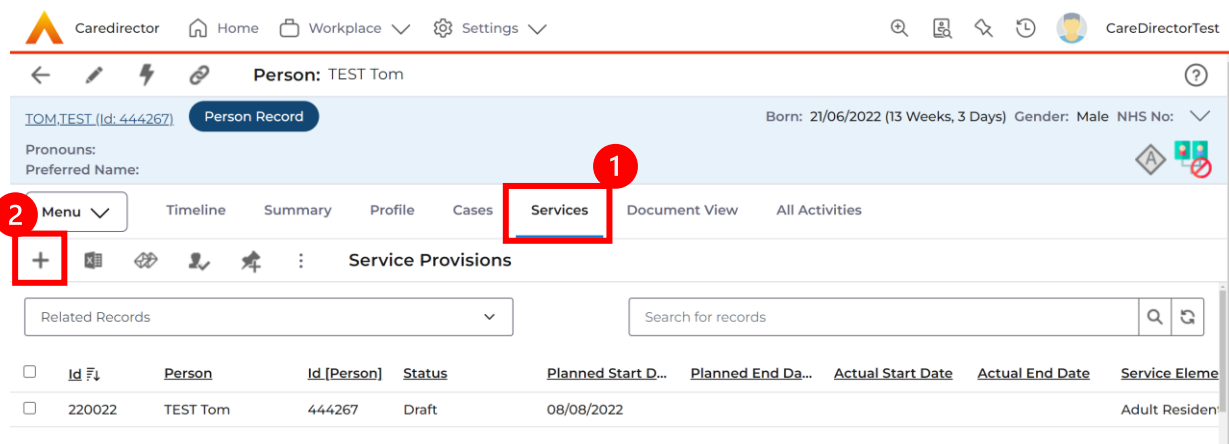 Caredirector Home Workplace Settings CareDirectorTest
Person: TEST Tom ?
TOM,TEST (Id: 444267) Person Record Born: 21/06/2022 (13 Weeks, 3 Days) Gender: Male NHS No:
Pronouns:
Preferred Name:
A
1
2
Menu Timeline Summary Profile Cases Services Document View All Activities
Service Provisions
Related Records Search for records
Id Person Id [Person] Status Planned Start D... Planned End Da... Actual Start Date Actual End Date Service Eleme
220022 TEST Tom 444267 Draft 08/08/2022 Adult Resident